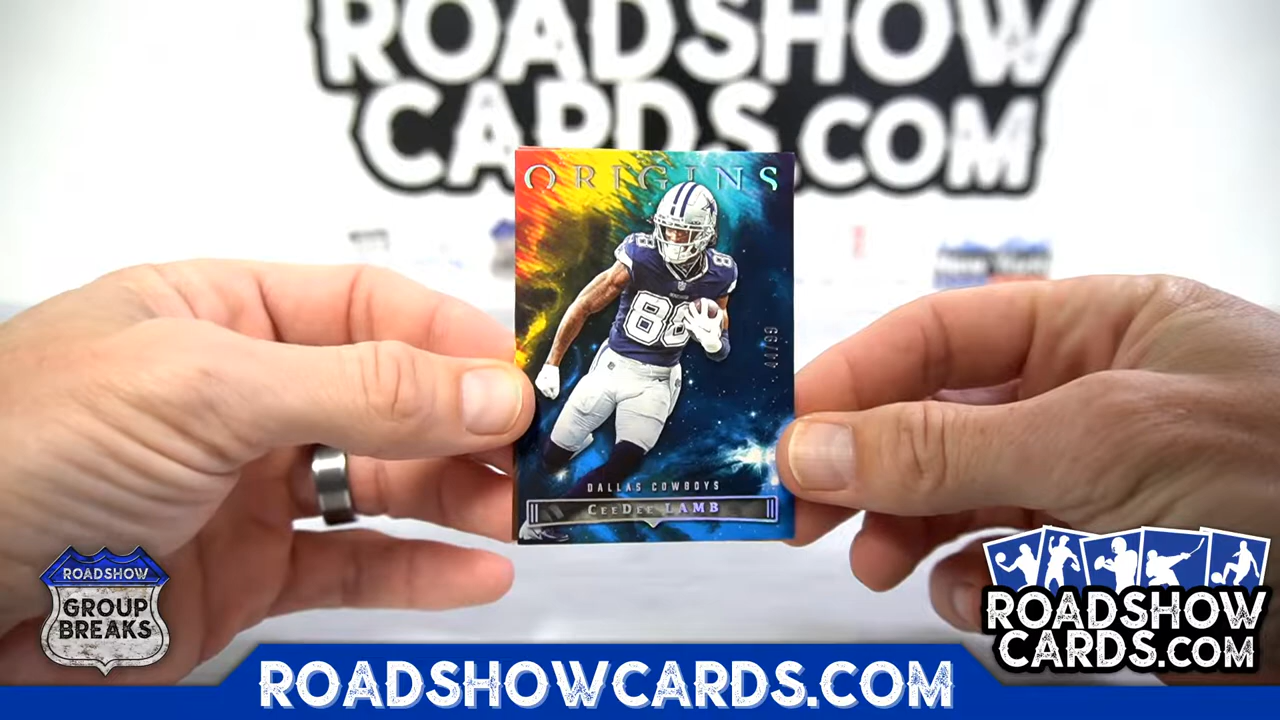 ROADSHOW
CARDS.COM
ORIGINS
88
88
44/99
DALLAS COWBOYS
CEEDEE LAMB
ROADSHOW
GROUP
BREAKS
ROADSHOW
CARDS.COM
ROADSHOWCARDS.COM